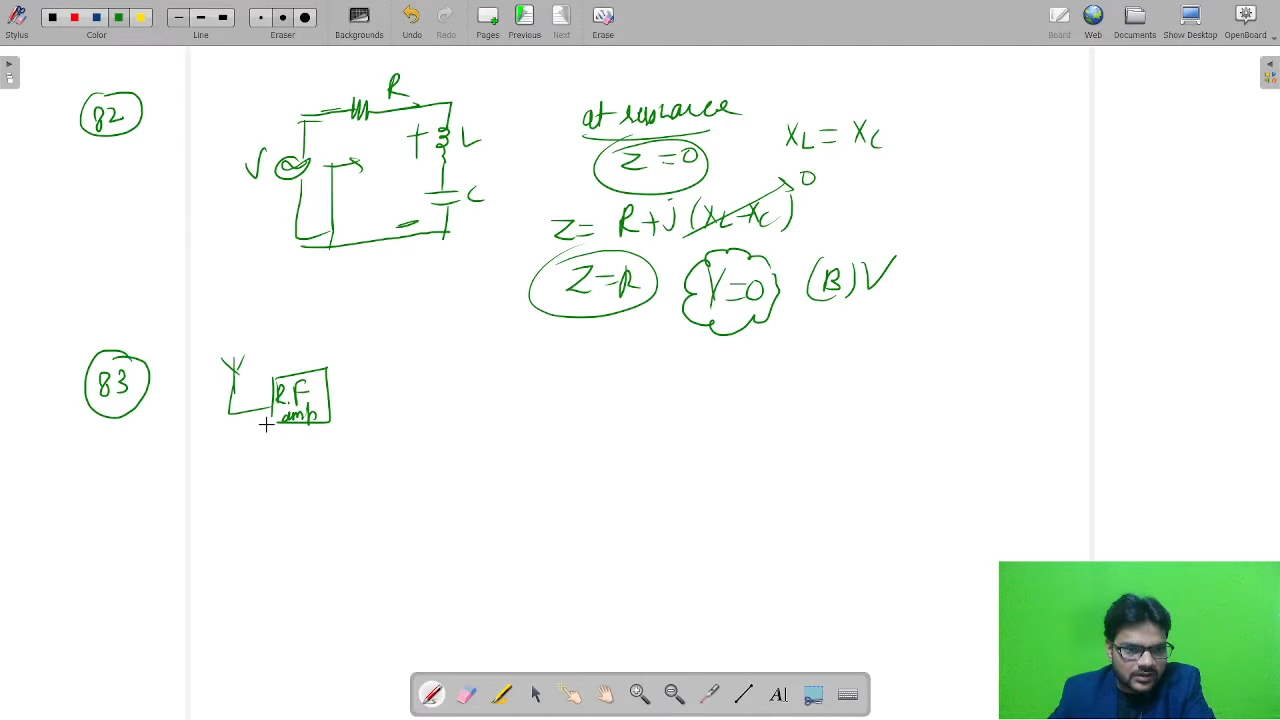 Stylus
Color
Line
Eraser
Backgrounds
Undo
Redo
Pages
Previous
Next
Erase
Board
Web
Documents
Show Desktop
OpenBoard
82
R
V
+
L
C
-
at resonance
Z = 0
XL = XC
Z = R + j (XL - XC) 0
Z = R
V = 0
(B) ✓
83
R.F
amp
AI